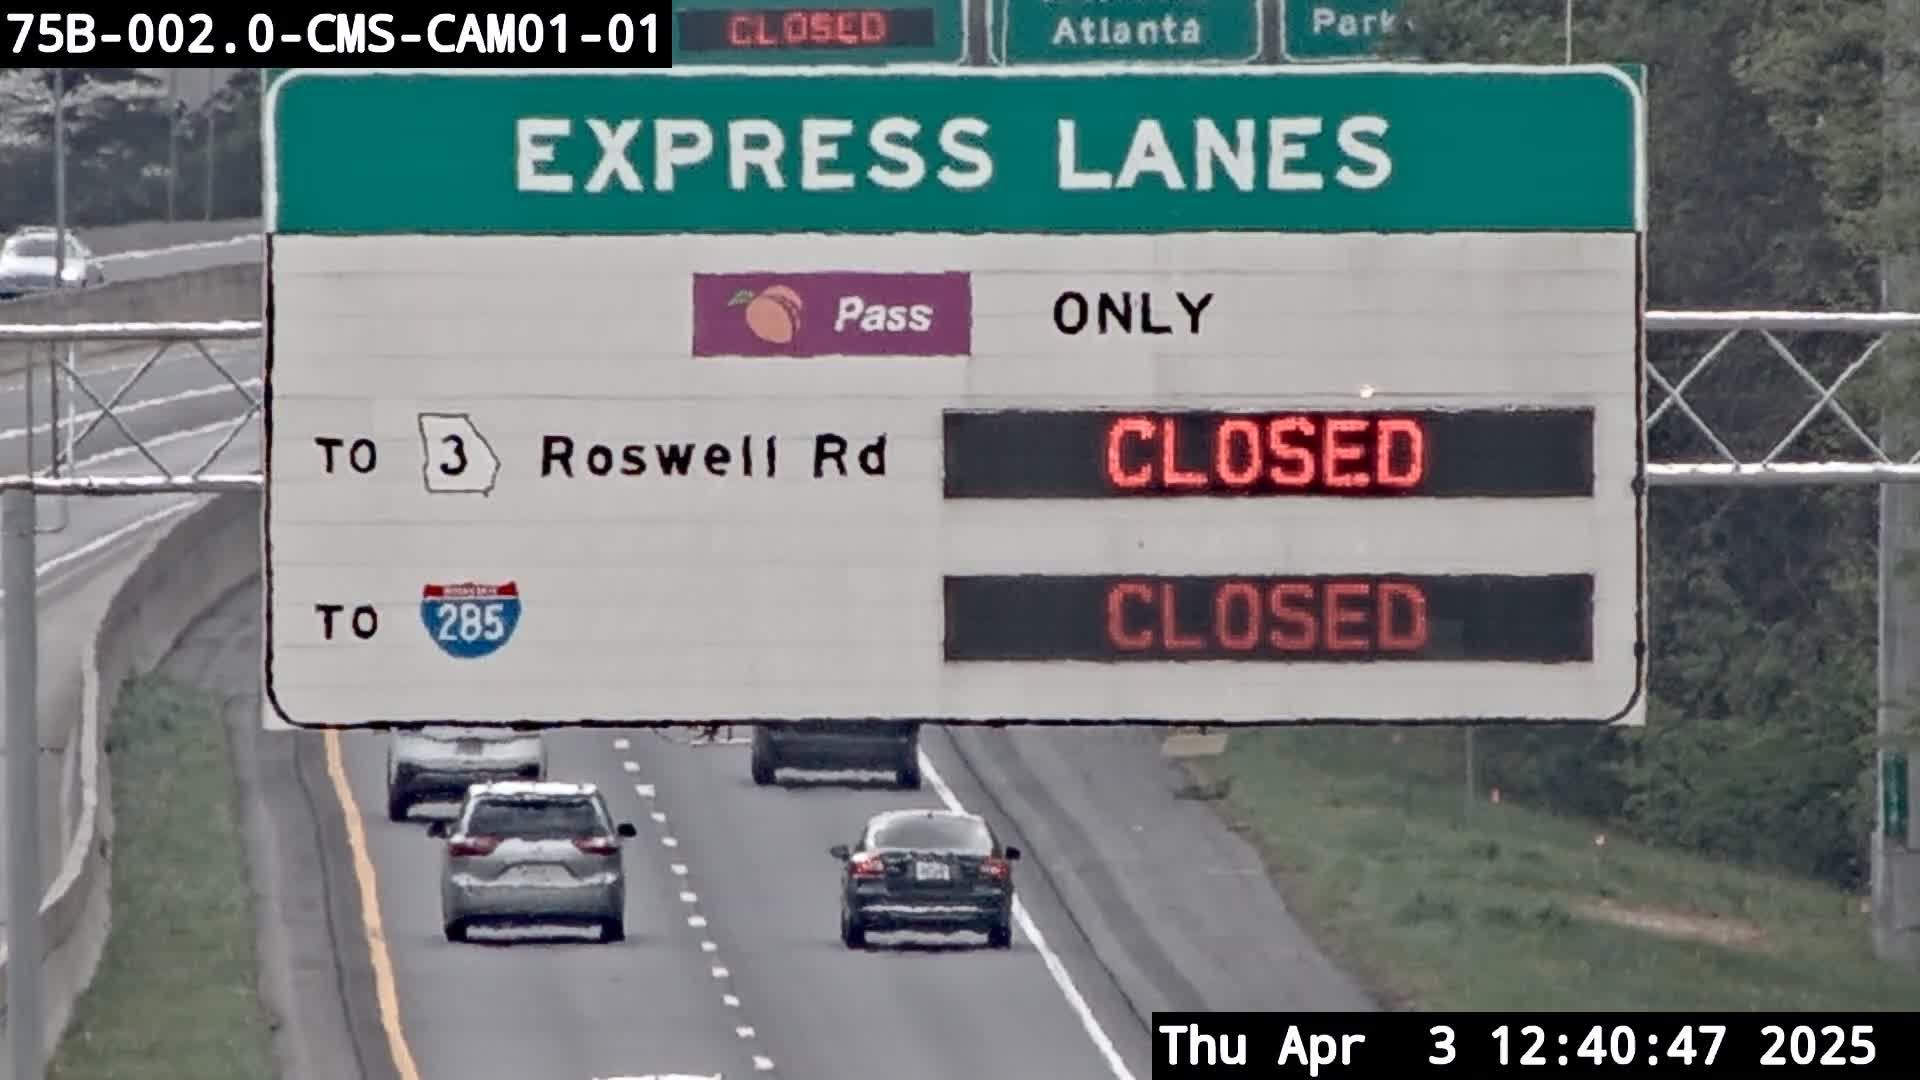 75B-002.0-CMS-CAM01-01
CLOSED
Atlanta
Park
EXPRESS LANES
Pass ONLY
TO 3 Roswell Rd CLOSED
TO 285 CLOSED
Thu Apr 3 12:40:47 2025